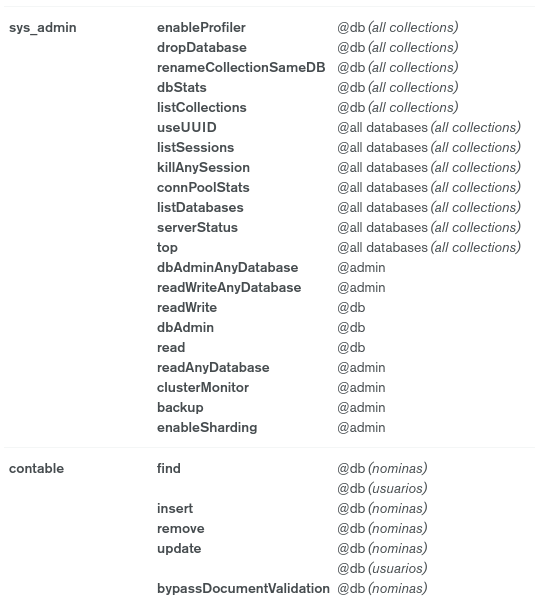 sys_admin enableProfiler @db (all collections)
dropDatabase @db (all collections)
renameCollectionSameDB @db (all collections)
dbStats @db (all collections)
listCollections @db (all collections)
useUUID @all databases (all collections)
listSessions @all databases (all collections)
killAnySession @all databases (all collections)
connPoolStats @all databases (all collections)
listDatabases @all databases (all collections)
serverStatus @all databases (all collections)
top @all databases (all collections)
dbAdminAnyDatabase @admin
readWriteAnyDatabase @admin
readWrite @db
dbAdmin @db
read @db
readAnyDatabase @admin
clusterMonitor @admin
backup @admin
enableSharding @admin
contable find @db (nominas)
@db (usuarios)
insert @db (nominas)
remove @db (nominas)
update @db (nominas)
@db (usuarios)
bypassDocumentValidation @db (nominas)